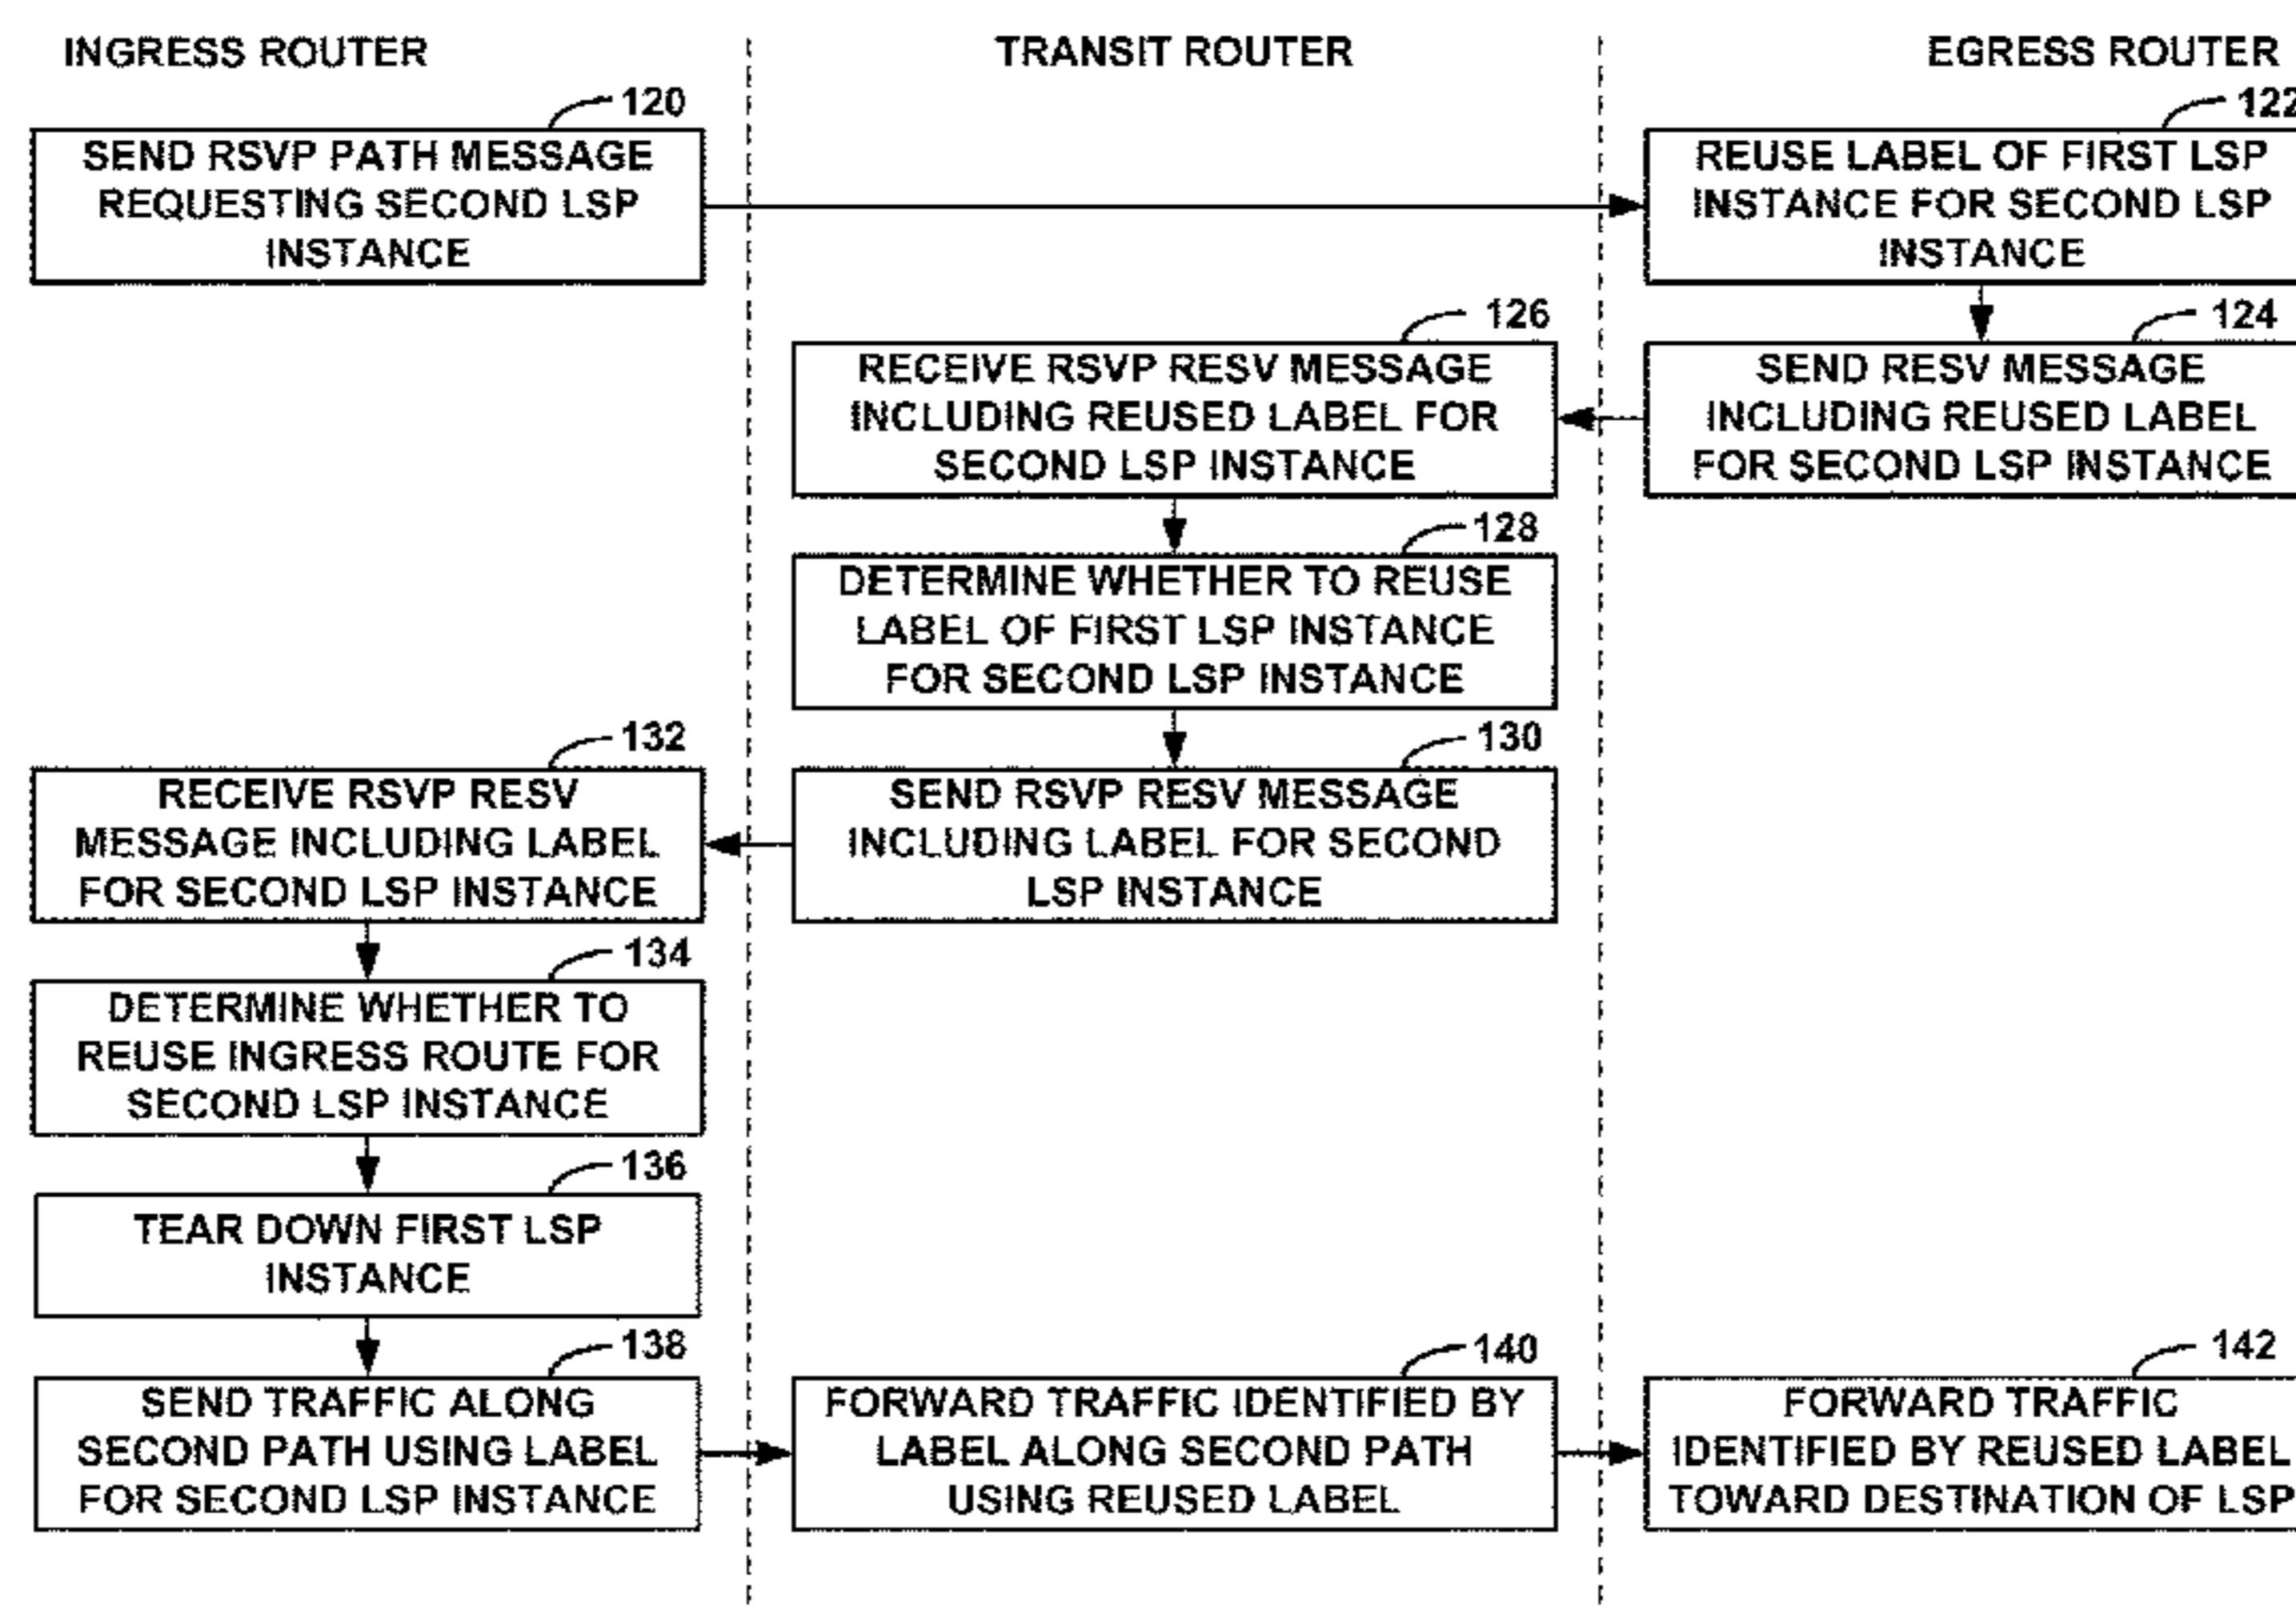 INGRESS ROUTER
TRANSIT ROUTER
EGRESS ROUTER
120
SEND RSVP PATH MESSAGE
REQUESTING SECOND LSP
INSTANCE
122
REUSE LABEL OF FIRST LSP
INSTANCE FOR SECOND LSP
INSTANCE
124
SEND RESV MESSAGE
INCLUDING REUSED LABEL
FOR SECOND LSP INSTANCE
126
RECEIVE RSVP RESV MESSAGE
INCLUDING REUSED LABEL FOR
SECOND LSP INSTANCE
128
DETERMINE WHETHER TO REUSE
LABEL OF FIRST LSP INSTANCE
FOR SECOND LSP INSTANCE
130
SEND RSVP RESV MESSAGE
INCLUDING LABEL FOR SECOND
LSP INSTANCE
132
RECEIVE RSVP RESV
MESSAGE INCLUDING LABEL
FOR SECOND LSP INSTANCE
134
DETERMINE WHETHER TO
REUSE INGRESS ROUTE FOR
SECOND LSP INSTANCE
136
TEAR DOWN FIRST LSP
INSTANCE
138
SEND TRAFFIC ALONG
SECOND PATH USING LABEL
FOR SECOND LSP INSTANCE
140
FORWARD TRAFFIC IDENTIFIED BY
LABEL ALONG SECOND PATH
USING REUSED LABEL
142
FORWARD TRAFFIC
IDENTIFIED BY REUSED LABEL
TOWARD DESTINATION OF LSP